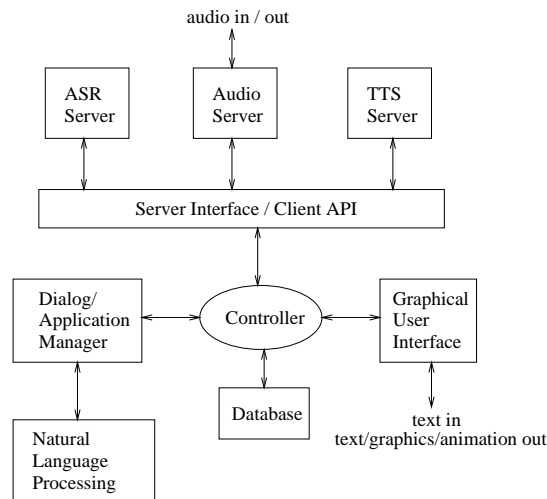 audio in / out
ASR
Server
Audio
Server
TTS
Server
Server Interface / Client API
Dialog/
Application
Manager
Controller
Graphical
User
Interface
Database
text in
text/graphics/animation out
Natural
Language
Processing